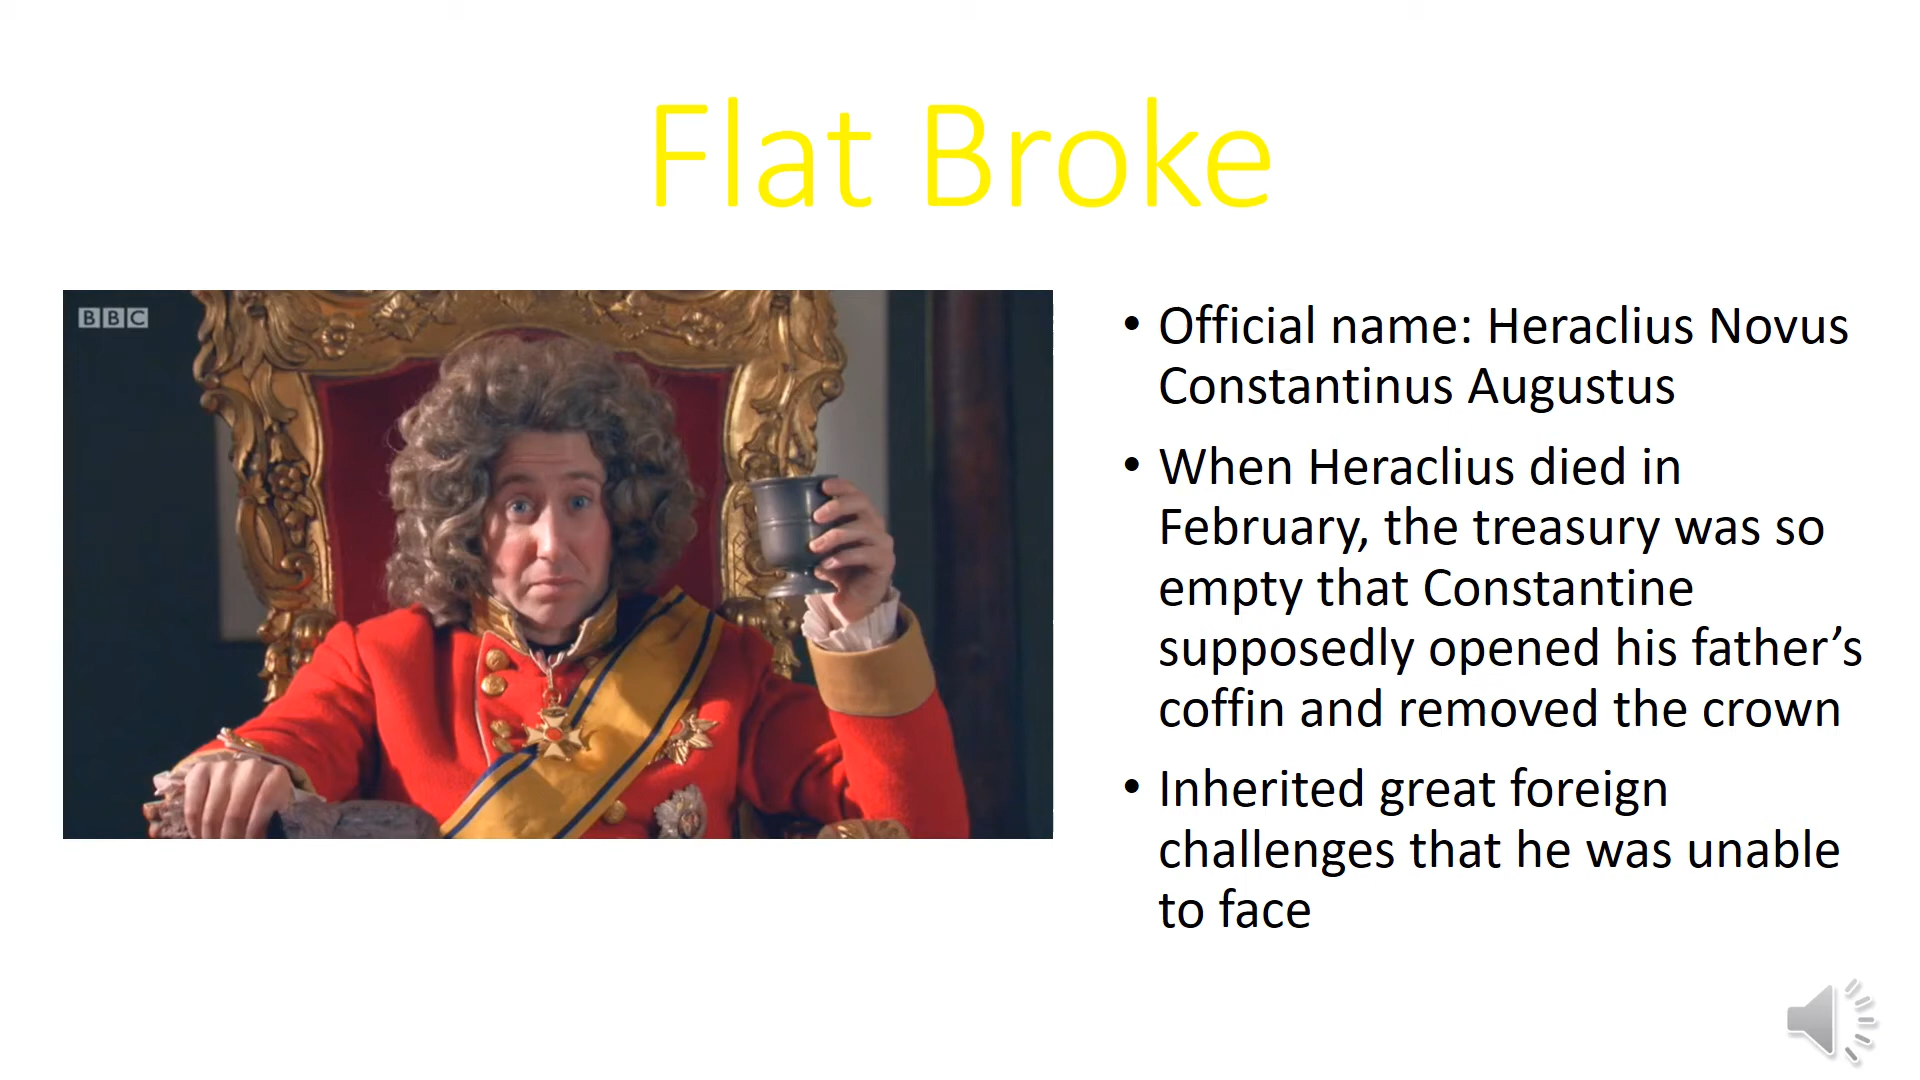 Flat Broke
BBC
• Official name: Heraclius Novus
Constantinus Augustus
• When Heraclius died in
February, the treasury was so
empty that Constantine
supposedly opened his father’s
coffin and removed the crown
• Inherited great foreign
challenges that he was unable
to face